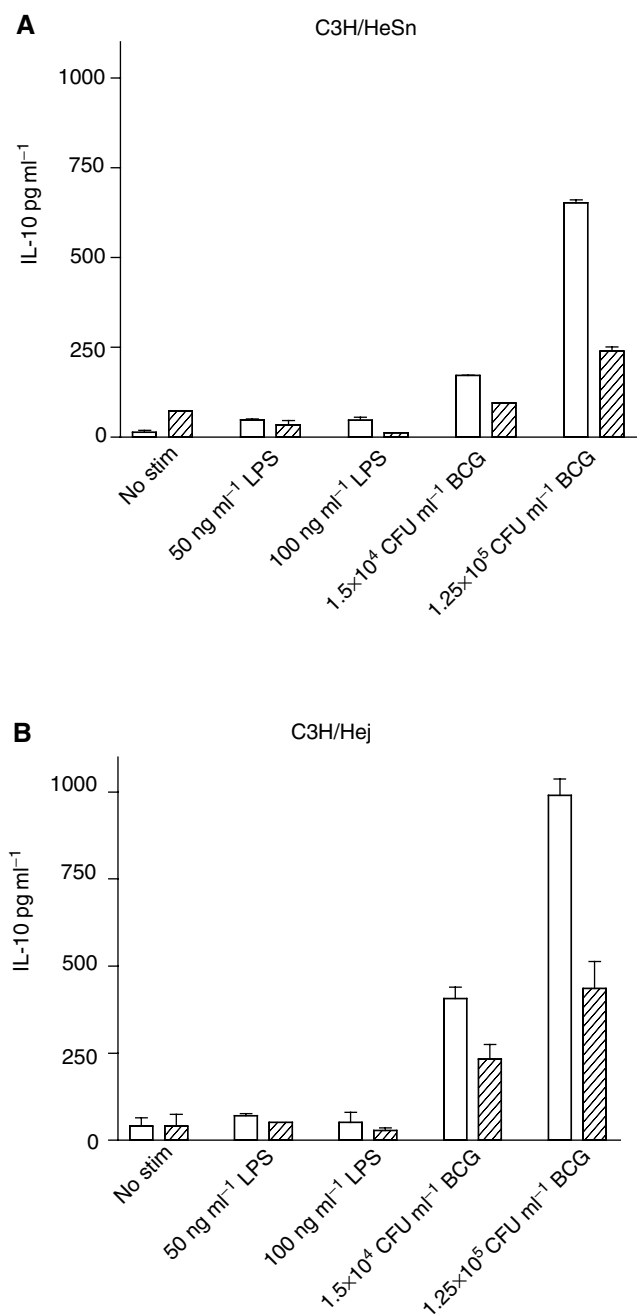 A
C3H/HeSn
IL-10 pg ml⁻¹
1000
750
500
250
0
No stim
50 ng ml⁻¹ LPS
100 ng ml⁻¹ LPS
1.5×10⁴ CFU ml⁻¹ BCG
1.25×10⁵ CFU ml⁻¹ BCG
B
C3H/Hej
IL-10 pg ml⁻¹
1000
750
500
250
0
No stim
50 ng ml⁻¹ LPS
100 ng ml⁻¹ LPS
1.5×10⁴ CFU ml⁻¹ BCG
1.25×10⁵ CFU ml⁻¹ BCG